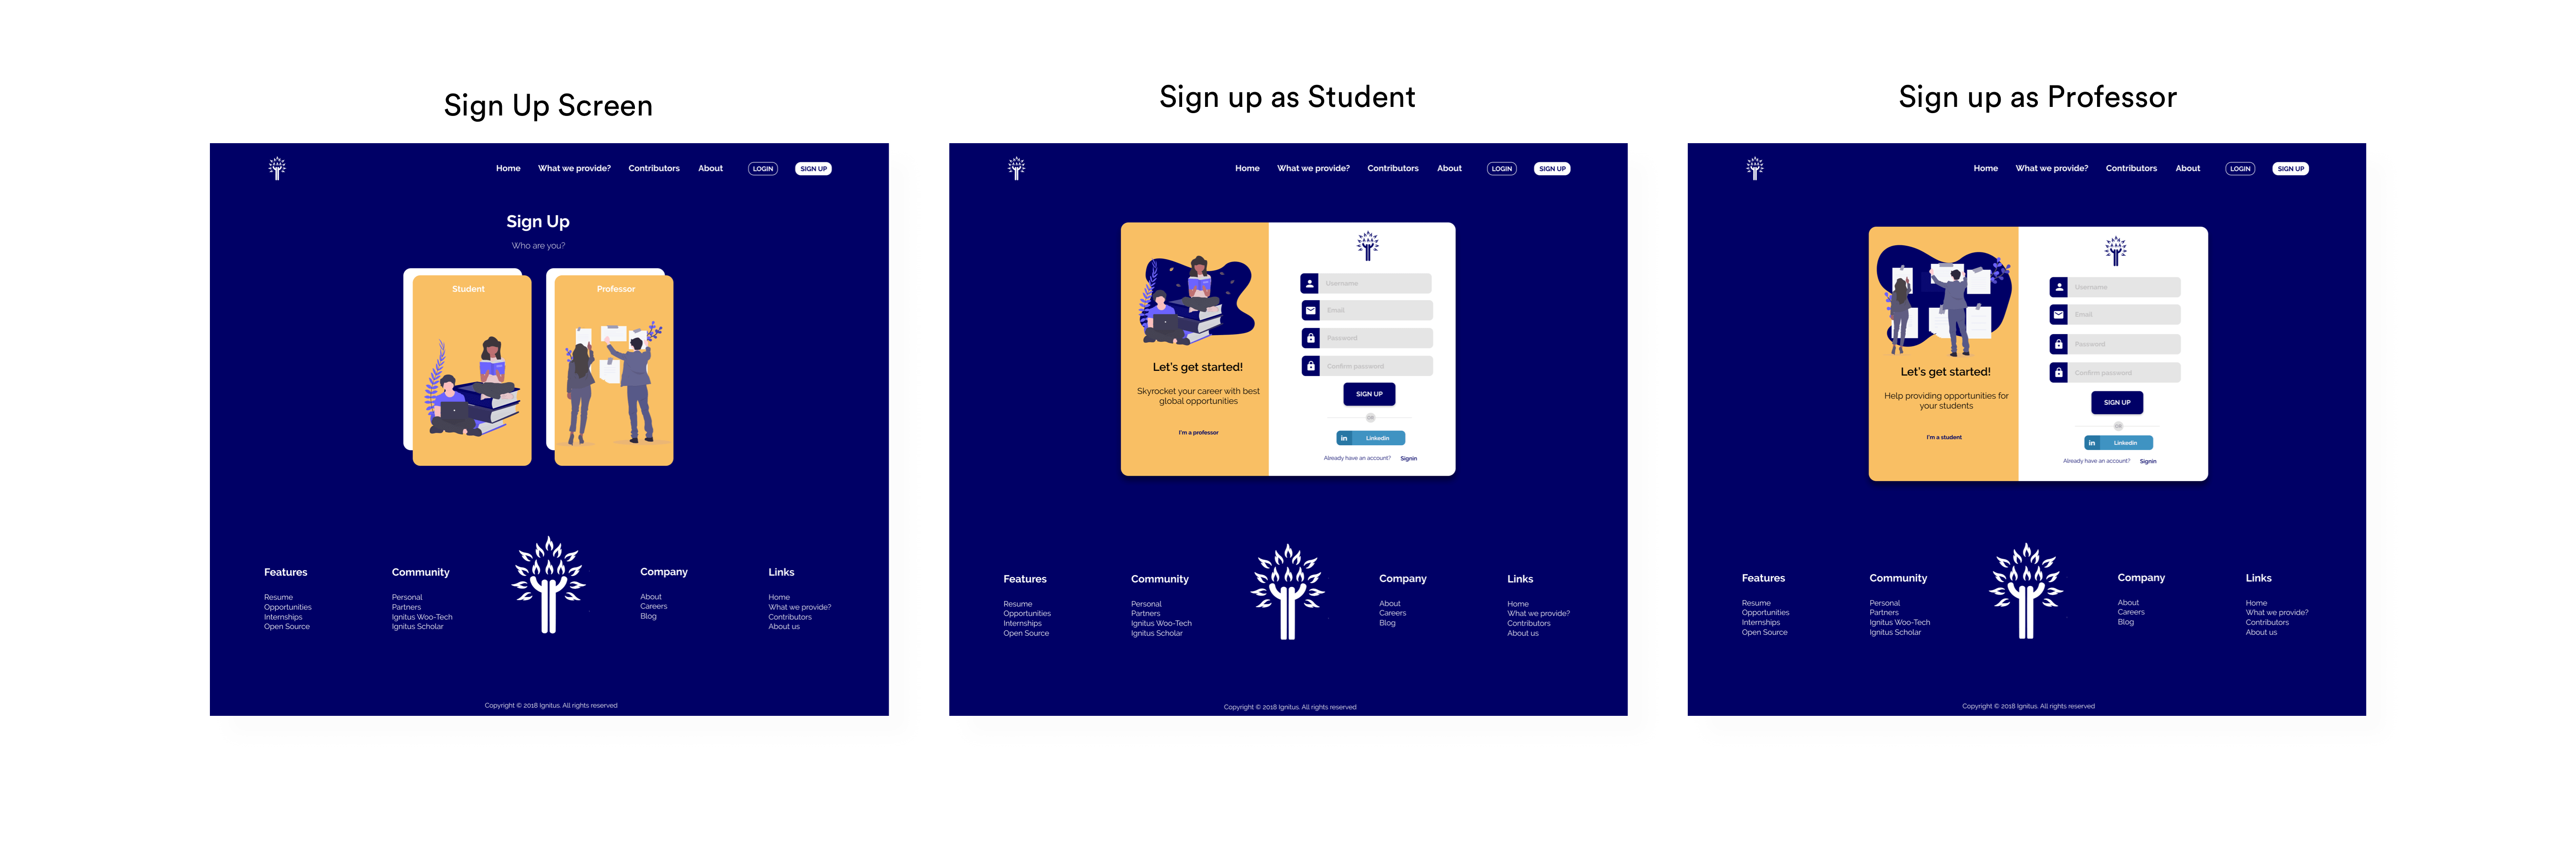 Sign Up Screen
Home What we provide? Contributors About LOGIN SIGN UP
Sign Up
Who are you?
Student Professor
Features Community Company Links
Resume Personal About Home
Opportunities Partners Careers What we provide?
Internships Ignitus Woo-Tech Blog Contributors
Open Source Ignitus Scholar About us
Copyright © 2018 Ignitus. All rights reserved
Sign up as Student
Home What we provide? Contributors About LOGIN SIGN UP
Let's get started!
Skyrocket your career with best
global opportunities
I'm a professor
Username
Email
Password
Confirm password
SIGN UP
OR
in Linkedin
Already have an account? Signin
Features Community Company Links
Resume Personal About Home
Opportunities Partners Careers What we provide?
Internships Ignitus Woo-Tech Blog Contributors
Open Source Ignitus Scholar About us
Copyright © 2018 Ignitus. All rights reserved
Sign up as Professor
Home What we provide? Contributors About LOGIN SIGN UP
Let's get started!
Help providing opportunities for
your students
I'm a student
Username
Email
Password
Confirm password
SIGN UP
OR
in Linkedin
Already have an account? Signin
Features Community Company Links
Resume Personal About Home
Opportunities Partners Careers What we provide?
Internships Ignitus Woo-Tech Blog Contributors
Open Source Ignitus Scholar About us
Copyright © 2018 Ignitus. All rights reserved